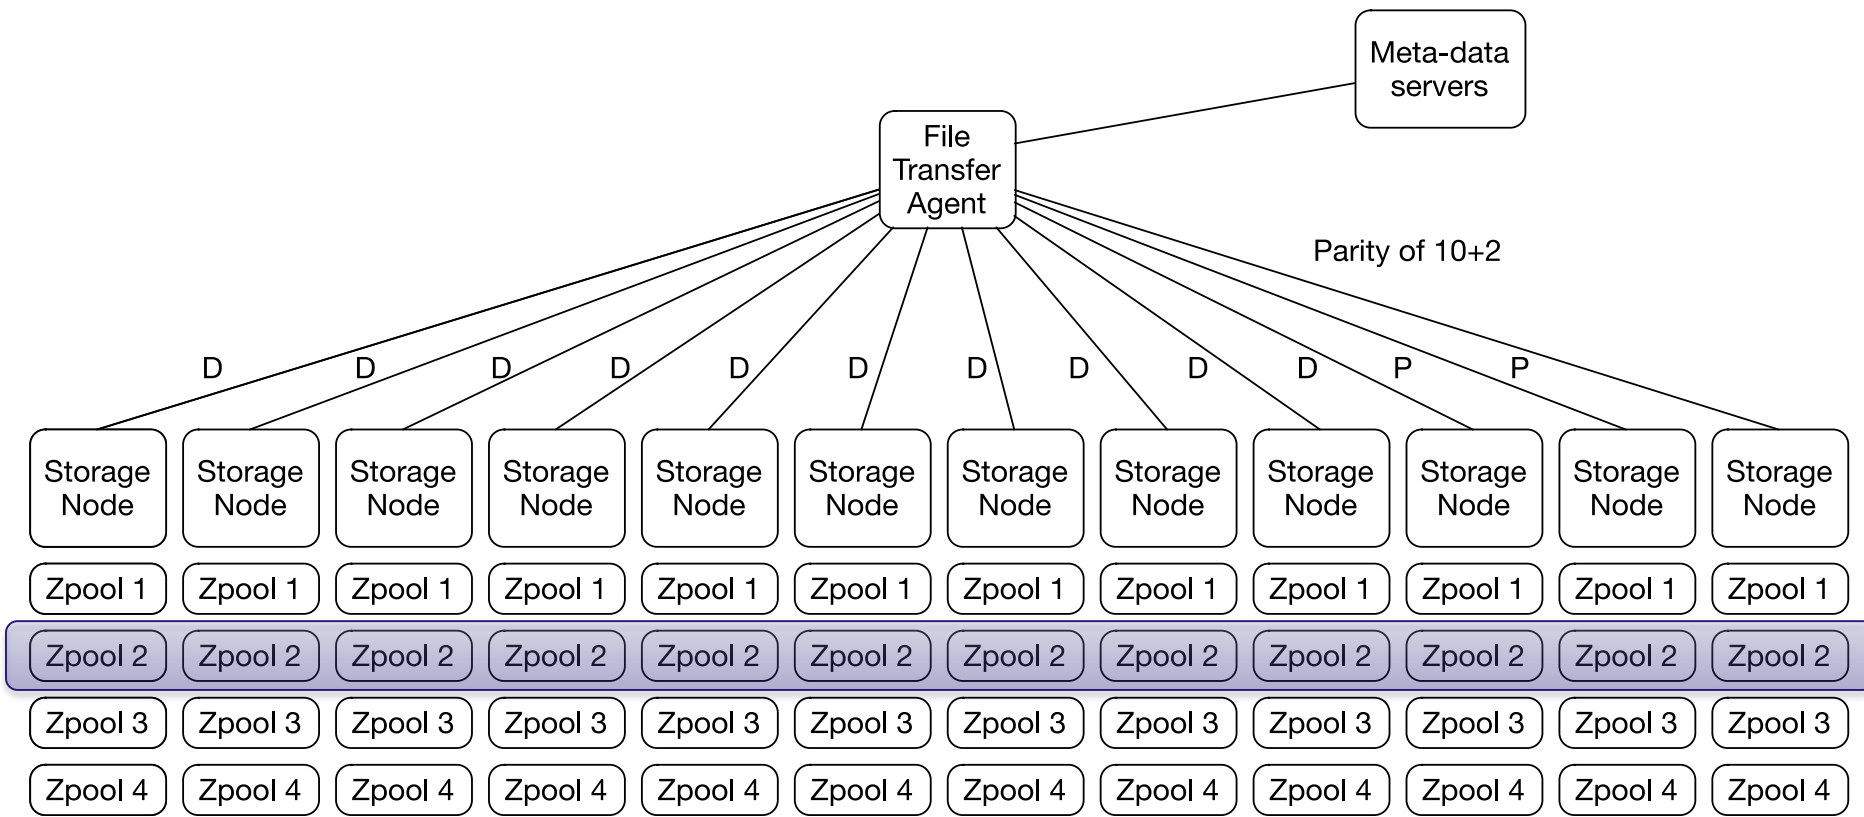 Meta-data
servers
File
Transfer
Agent
Parity of 10+2
D D D D D D D D D D P P
Storage Storage Storage Storage Storage Storage Storage Storage Storage Storage Storage Storage
Node Node Node Node Node Node Node Node Node Node Node Node
Zpool 1 Zpool 1 Zpool 1 Zpool 1 Zpool 1 Zpool 1 Zpool 1 Zpool 1 Zpool 1 Zpool 1 Zpool 1 Zpool 1
Zpool 2 Zpool 2 Zpool 2 Zpool 2 Zpool 2 Zpool 2 Zpool 2 Zpool 2 Zpool 2 Zpool 2 Zpool 2 Zpool 2
Zpool 3 Zpool 3 Zpool 3 Zpool 3 Zpool 3 Zpool 3 Zpool 3 Zpool 3 Zpool 3 Zpool 3 Zpool 3 Zpool 3
Zpool 4 Zpool 4 Zpool 4 Zpool 4 Zpool 4 Zpool 4 Zpool 4 Zpool 4 Zpool 4 Zpool 4 Zpool 4 Zpool 4